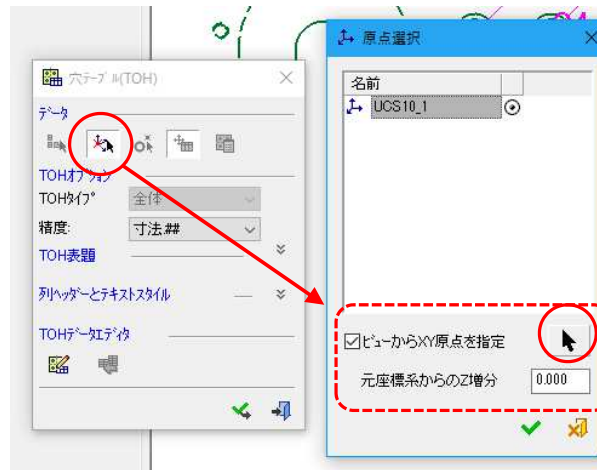 穴ﾃｰﾌﾞﾙ(TOH)
ﾃﾞｰﾀ
TOHｵﾌﾟｼｮﾝ
TOHﾀｲﾌﾟ 全体
精度: 寸法.##
TOH表題
列ﾍｯﾀﾞｰとﾃｷｽﾄｽﾀｲﾙ
TOHﾃﾞｰﾀｴﾃﾞｨﾀ
原点選択
名前
UCS10_1
ﾋﾞｭｰからXY原点を指定
元座標系からのZ増分 0.000